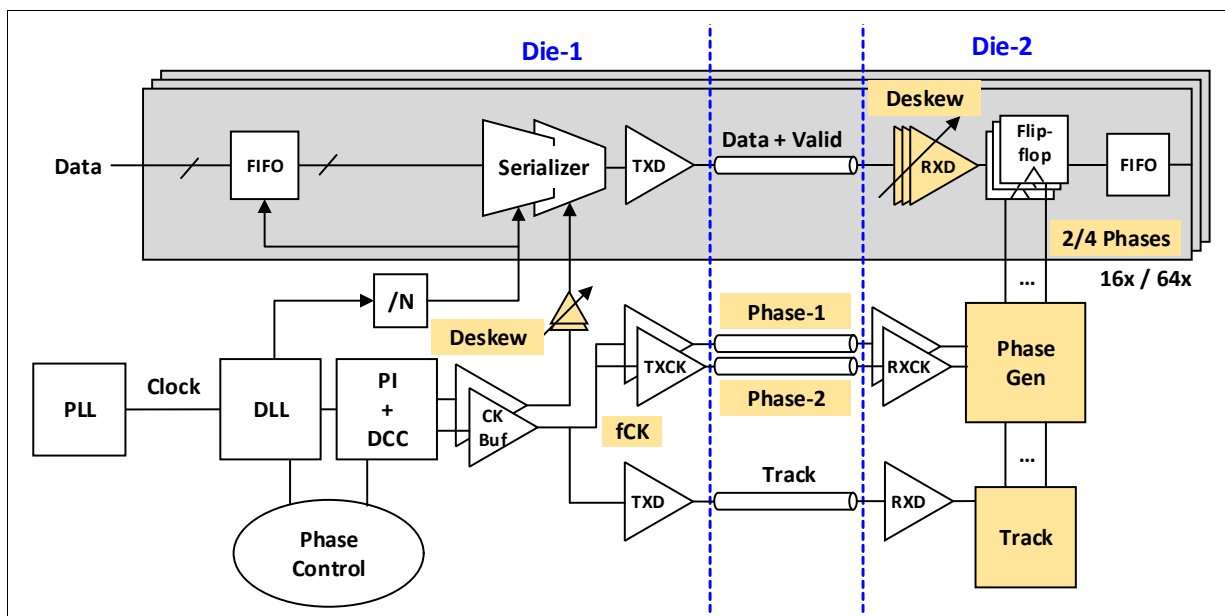 Die-1
Die-2
Deskew
Data
FIFO
Serializer
TXD
Data + Valid
RXD
Flip-
flop
FIFO
2/4 Phases
16x / 64x
...
/N
Deskew
Phase-1
TXCK
RXCK
Phase
Gen
Phase-2
PLL
Clock
DLL
PI
+
DCC
CK
Buf
fCK
...
TXD
Track
RXD
Track
Phase
Control